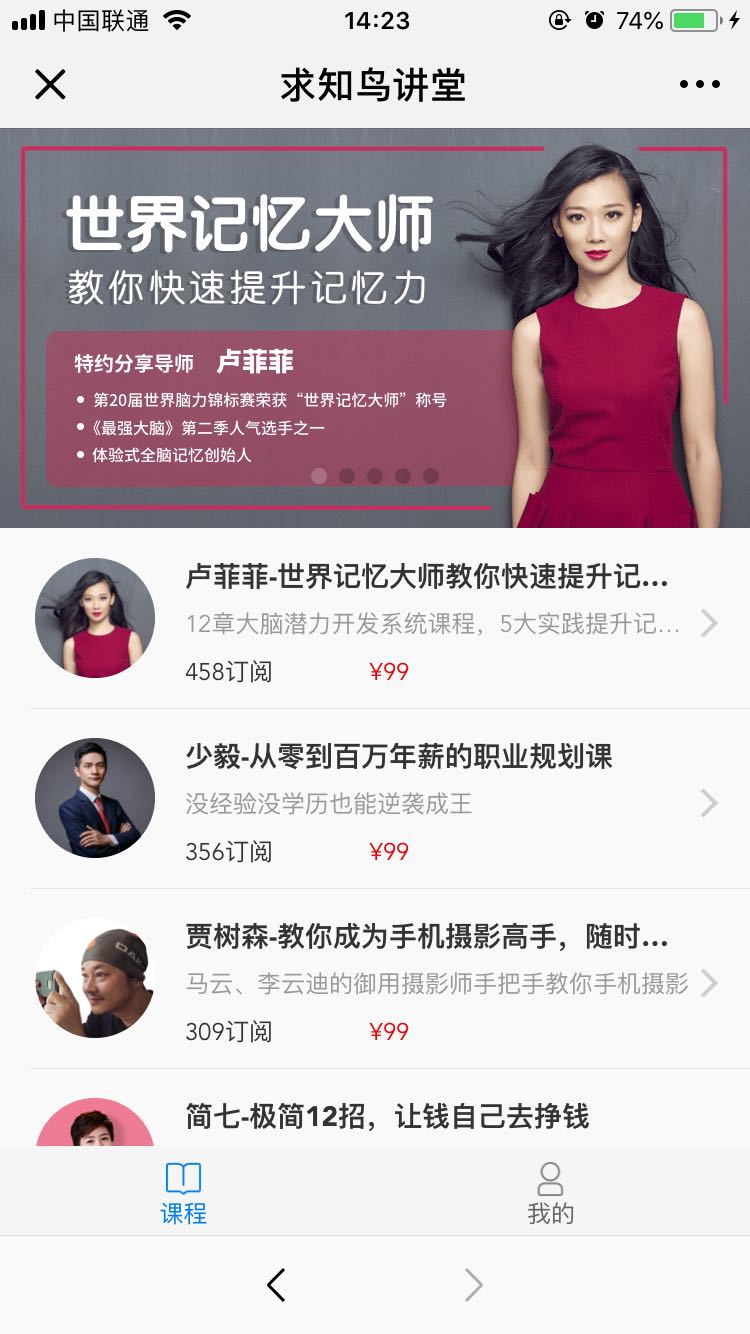 中国联通
14:23
74%
求知鸟讲堂
世界记忆大师
教你快速提升记忆力
特约分享导师 卢菲菲
• 第20届世界脑力锦标赛荣获“世界记忆大师”称号
•《最强大脑》第二季人气选手之一
• 体验式全脑记忆创始人
卢菲菲-世界记忆大师教你快速提升记...
12章大脑潜力开发系统课程，5大实践提升记...
458订阅 ¥99
少毅-从零到百万年薪的职业规划课
没经验没学历也能逆袭成王
356订阅 ¥99
贾树森-教你成为手机摄影高手，随时...
马云、李云迪的御用摄影师手把手教你手机摄影
309订阅 ¥99
简七-极简12招，让钱自己去挣钱
课程
我的